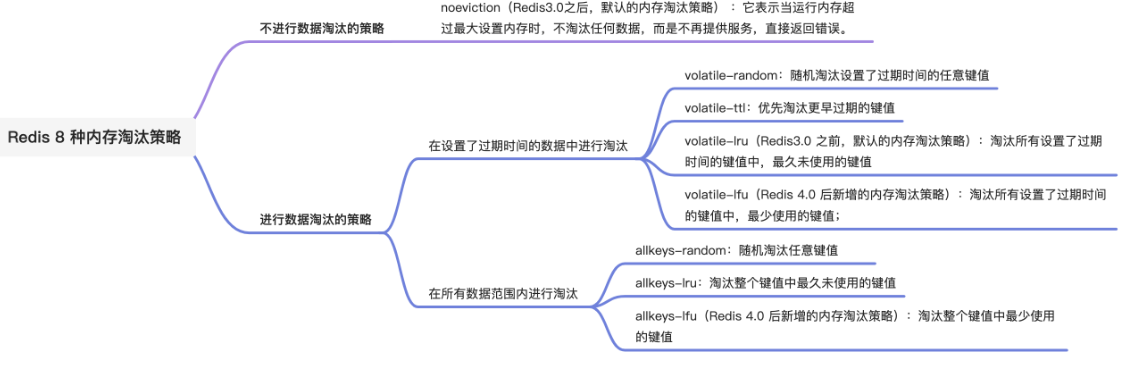 Redis 8 种内存淘汰策略
不进行数据淘汰的策略
noeviction（Redis3.0之后，默认的内存淘汰策略）：它表示当运行内存超
过最大设置内存时，不淘汰任何数据，而是不再提供服务，直接返回错误。
进行数据淘汰的策略
在设置了过期时间的数据中进行淘汰
volatile-random：随机淘汰设置了过期时间的任意键值
volatile-ttl：优先淘汰更早过期的键值
volatile-lru（Redis3.0 之前，默认的内存淘汰策略）：淘汰所有设置了过期
时间的键值中，最久未使用的键值
volatile-lfu（Redis 4.0 后新增的内存淘汰策略）：淘汰所有设置了过期时间
的键值中，最少使用的键值；
在所有数据范围内进行淘汰
allkeys-random：随机淘汰任意键值
allkeys-lru：淘汰整个键值中最久未使用的键值
allkeys-lfu（Redis 4.0 后新增的内存淘汰策略）：淘汰整个键值中最少使用
的键值